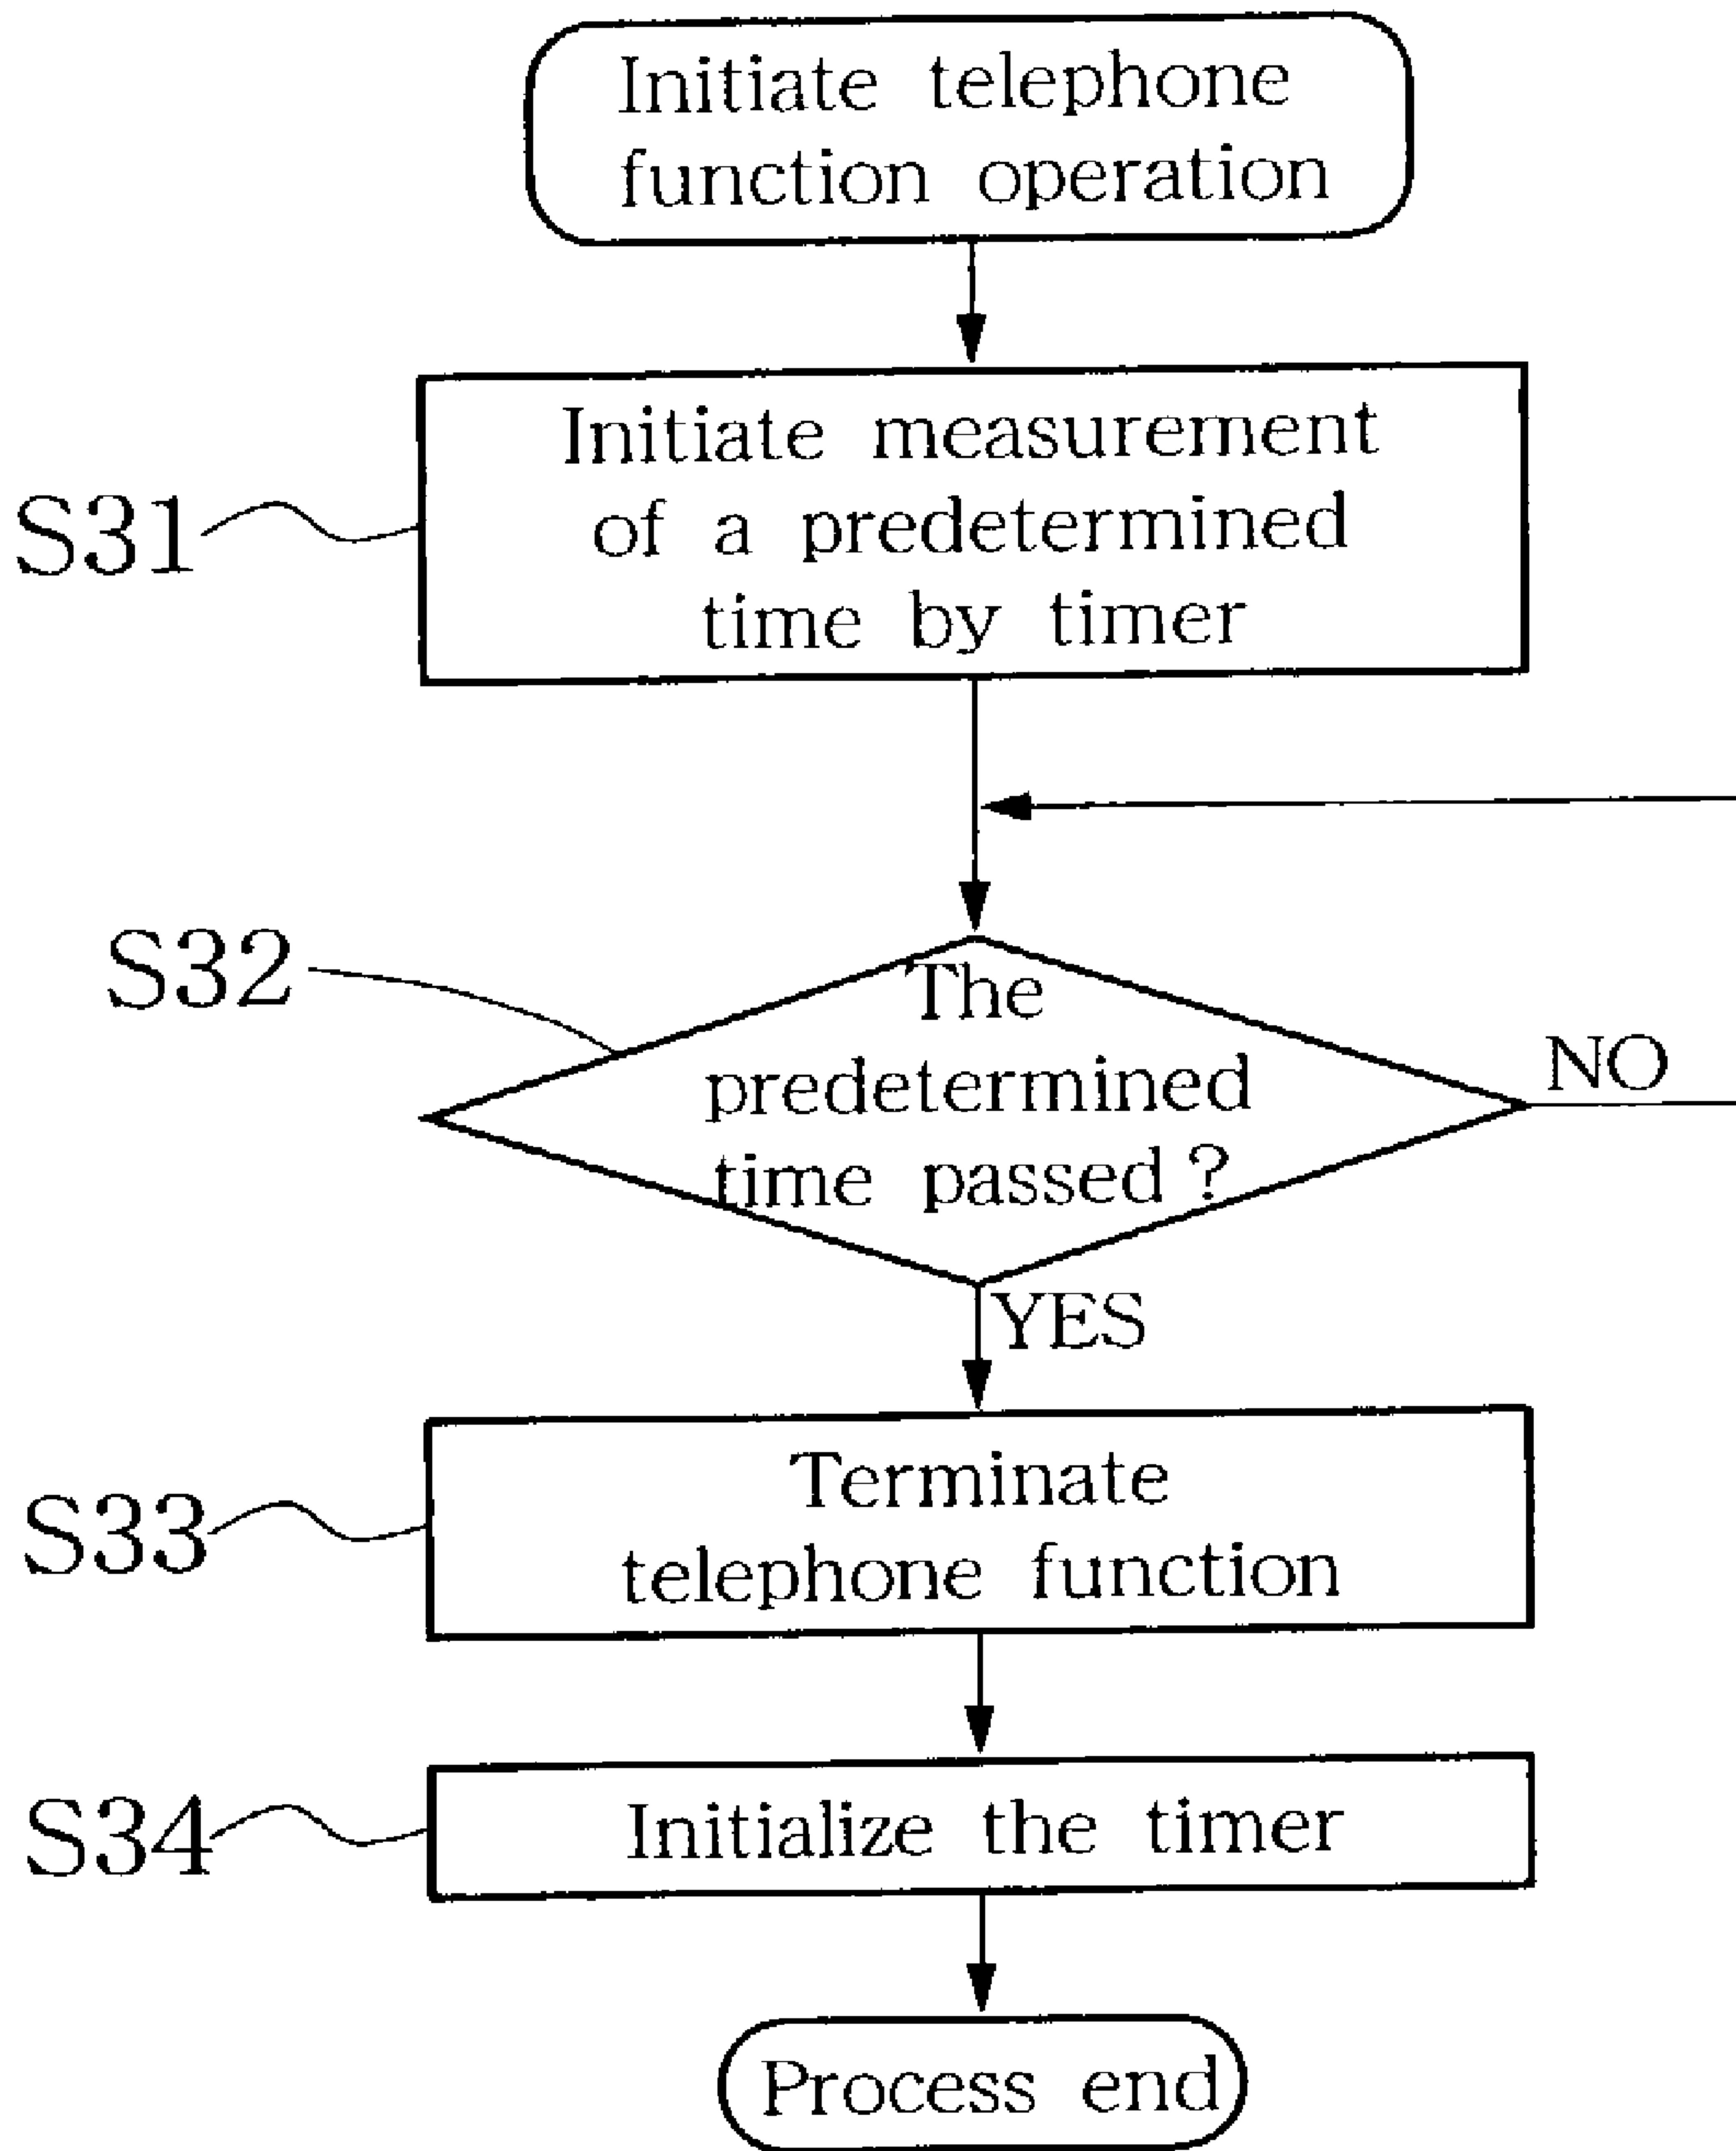 Initiate telephone
function operation
Initiate measurement
of a predetermined
time by timer
S31
S32
The
predetermined
time passed ?
NO
YES
Terminate
telephone function
S33
Initialize the timer
S34
Process end